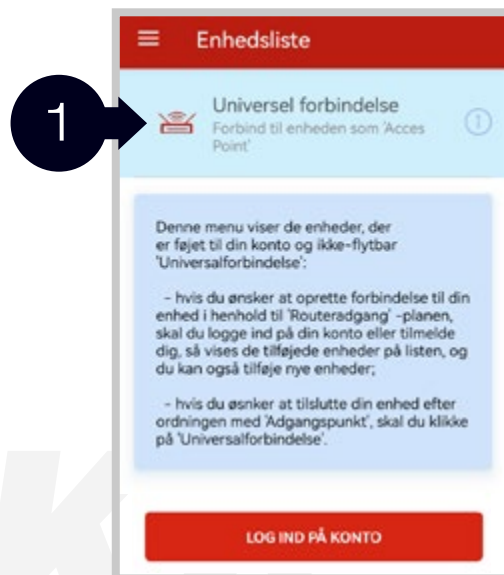 Enhedsliste
1
Universel forbindelse
Forbind til enheden som 'Acces
Point'
Denne menu viser de enheder, der
er føjet til din konto og ikke-flytbar
'Universalforbindelse':
- hvis du ønsker at oprette forbindelse til din
enhed i henhold til 'Routeradgang' -planen,
skal du logge ind på din konto eller tilmelde
dig, så vises de tilføjede enheder på listen, og
du kan også tilføje nye enheder;
- hvis du øsnker at tilslutte din enhed efter
ordningen med 'Adgangspunkt', skal du klikke
på 'Universalforbindelse'.
LOG IND PÅ KONTO